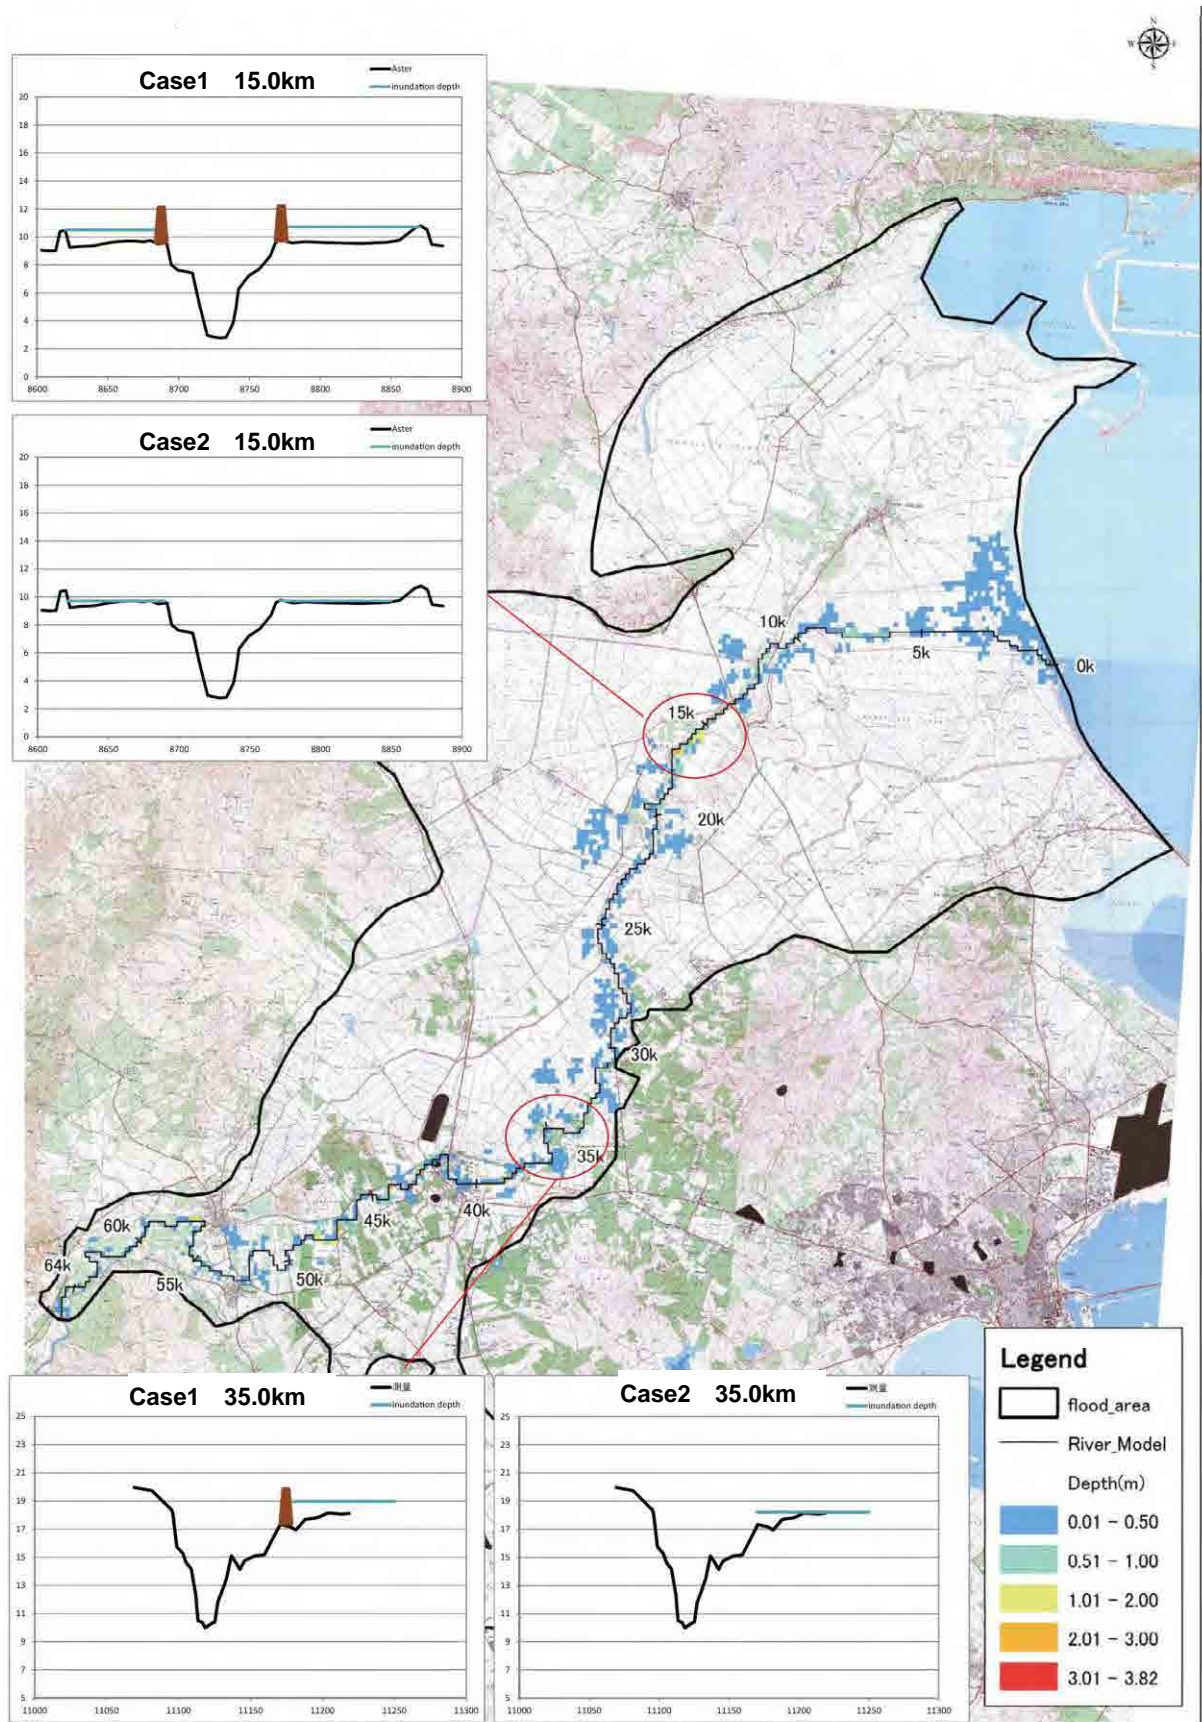 N
W E
S
Case1 15.0km
Aster
inundation depth
20
18
16
14
12
10
8
6
4
2
0
8600 8650 8700 8750 8800 8850 8900
Case2 15.0km
Aster
inundation depth
20
18
16
14
12
10
8
6
4
2
0
8600 8650 8700 8750 8800 8850 8900
10k
5k
0k
15k
20k
25k
30k
35k
40k
45k
60k
64k
55k
50k
Case1 35.0km
測量
inundation depth
25
23
21
19
17
15
13
11
9
7
5
11000 11050 11100 11150 11200 11250 11300
Case2 35.0km
測量
inundation depth
25
23
21
19
17
15
13
11
9
7
5
11000 11050 11100 11150 11200 11250 11300
Legend
flood_area
River_Model
Depth(m)
0.01 - 0.50
0.51 - 1.00
1.01 - 2.00
2.01 - 3.00
3.01 - 3.82